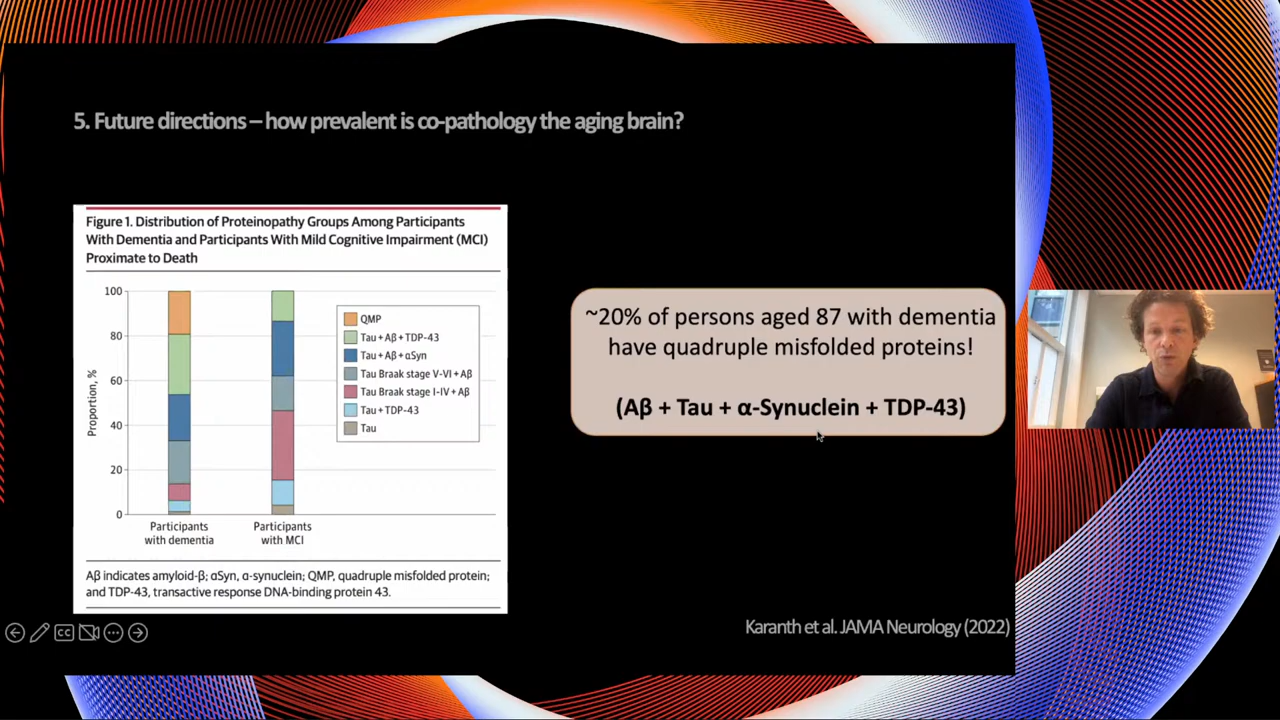 5. Future directions – how prevalent is co-pathology the aging brain?
Figure 1. Distribution of Proteinopathy Groups Among Participants
With Dementia and Participants With Mild Cognitive Impairment (MCI)
Proximate to Death
100
80
60
40
20
0
Proportion, %
Participants
with dementia
Participants
with MCI
QMP
Tau + Aβ + TDP-43
Tau + Aβ + αSyn
Tau Braak stage V-VI + Aβ
Tau Braak stage I-IV + Aβ
Tau + TDP-43
Tau
Aβ indicates amyloid-β; αSyn, α-synuclein; QMP, quadruple misfolded protein;
and TDP-43, transactive response DNA-binding protein 43.
~20% of persons aged 87 with dementia
have quadruple misfolded proteins!
(Aβ + Tau + α-Synuclein + TDP-43)
Karanth et al. JAMA Neurology (2022)
CC